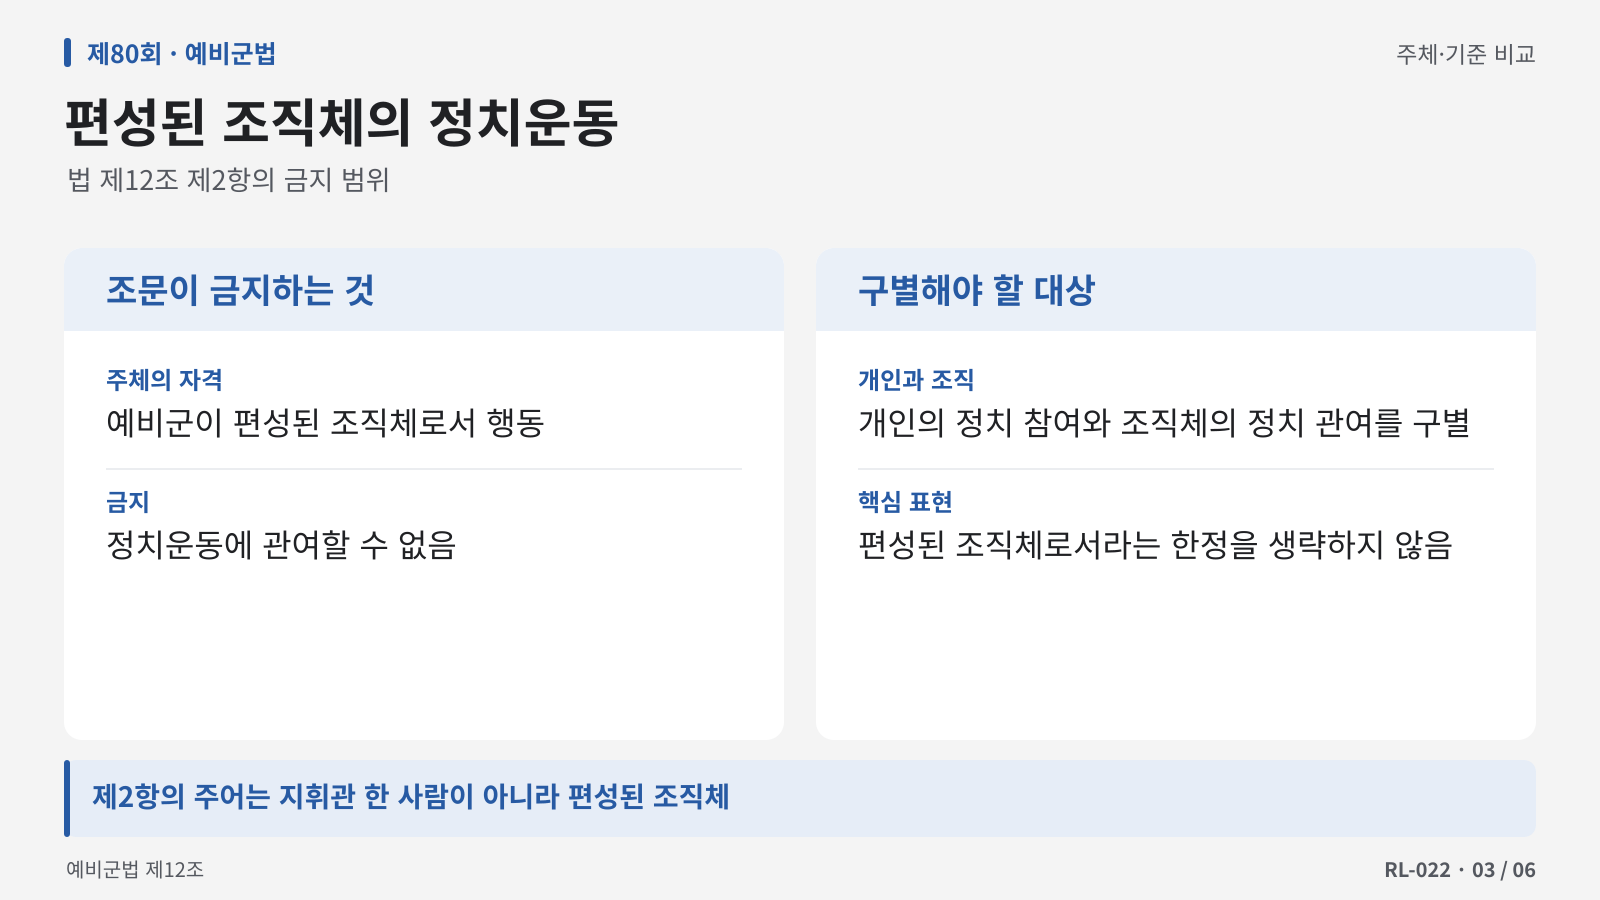 제80회 · 예비군법
주체·기준 비교
편성된 조직체의 정치운동
법 제12조 제2항의 금지 범위
조문이 금지하는 것
주체의 자격
예비군이 편성된 조직체로서 행동
금지
정치운동에 관여할 수 없음
구별해야 할 대상
개인과 조직
개인의 정치 참여와 조직체의 정치 관여를 구별
핵심 표현
편성된 조직체로서라는 한정을 생략하지 않음
제2항의 주어는 지휘관 한 사람이 아니라 편성된 조직체
예비군법 제12조
RL-022 · 03 / 06